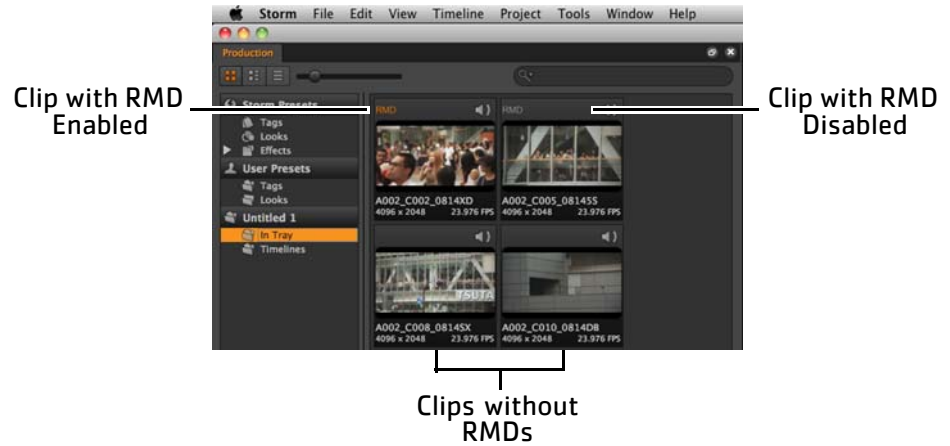 Storm File Edit View Timeline Project Tools Window Help
Production
Clip with RMD
Enabled
Clip with RMD
Disabled
Storm Presets
Tags
Looks
Effects
User Presets
Tags
Looks
Untitled 1
In Tray
Timelines
RMD
RMD
A002_C002_0814XD
4096 x 2048 23.976 FPS
A002_C005_0814SS
4096 x 2048 23.976 FPS
TSUTA
A002_C008_0814SX
4096 x 2048 23.976 FPS
A002_C010_0814DB
4096 x 2048 23.976 FPS
Clips without
RMDs